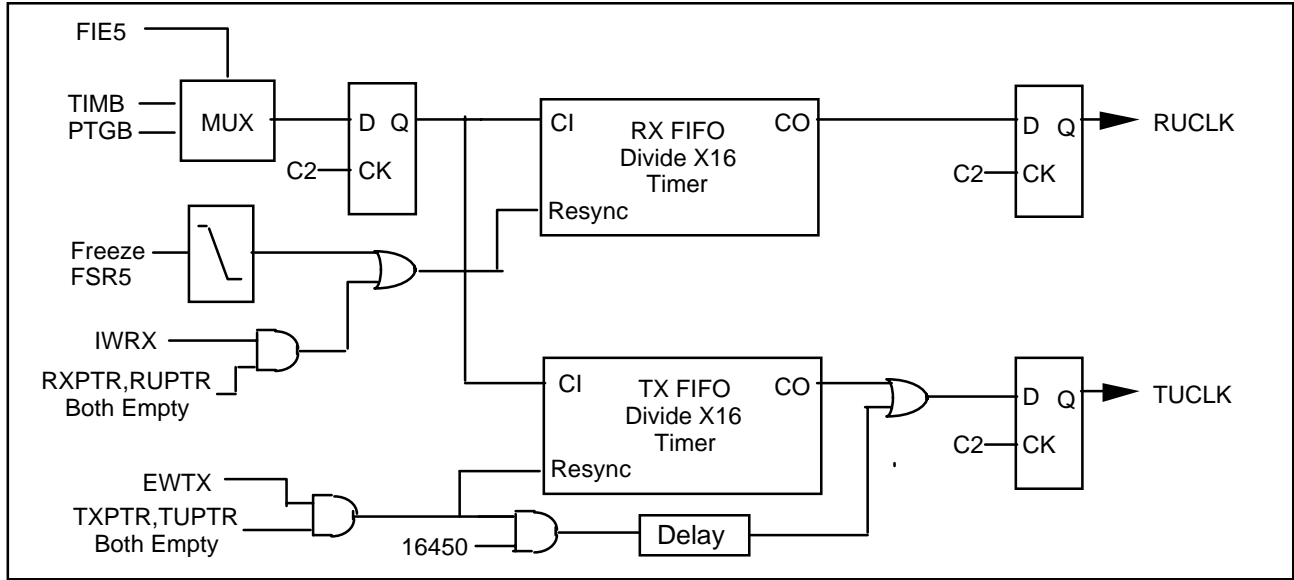 FIE5
TIMB
PTGB
MUX
D Q
C2
CK
CI
RX FIFO
Divide X16
Timer
CO
Resync
D Q
C2
CK
RUCLK
Freeze
FSR5
IWRX
RXPTR,RUPTR
Both Empty
CI
TX FIFO
Divide X16
Timer
CO
Resync
D Q
C2
CK
TUCLK
EWTX
TXPTR,TUPTR
Both Empty
16450
Delay